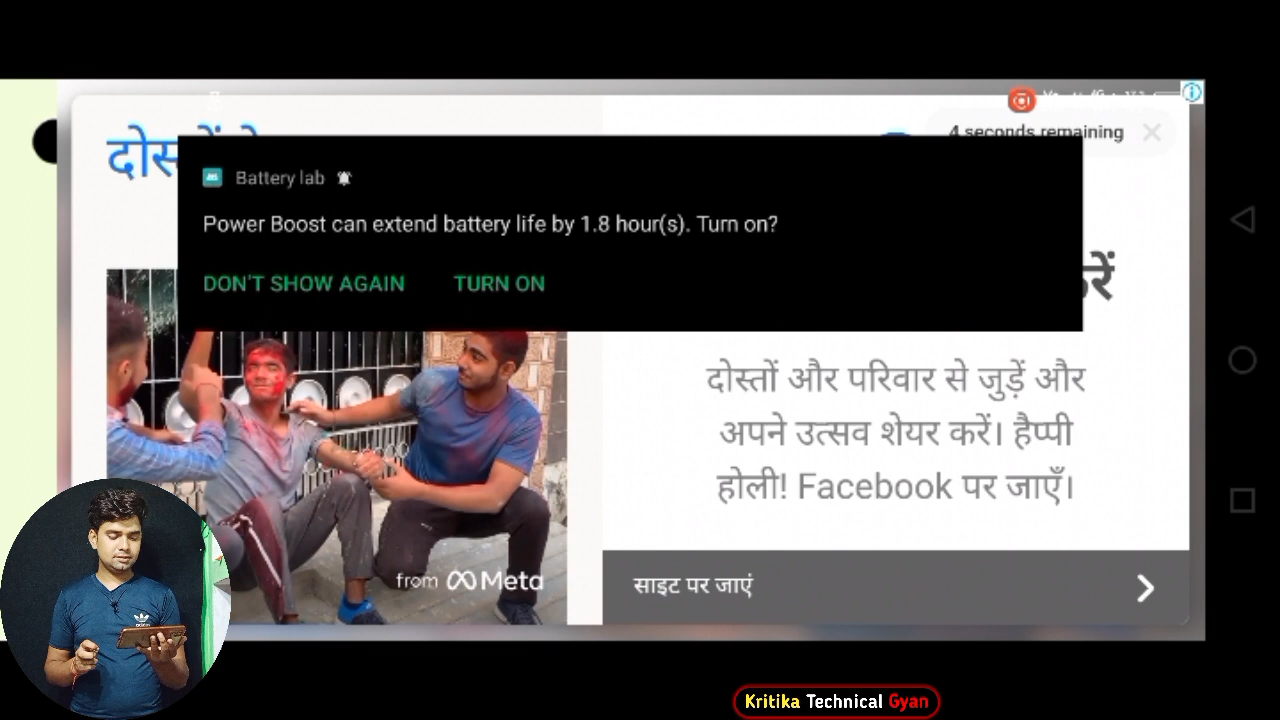 4 seconds remaining
Battery lab
Power Boost can extend battery life by 1.8 hour(s). Turn on?
DON'T SHOW AGAIN TURN ON
दोस्तों और परिवार से जुड़ें और
अपने उत्सव शेयर करें। हैप्पी
होली! Facebook पर जाएँ।
from Meta
साइट पर जाएं
Kritika Technical Gyan